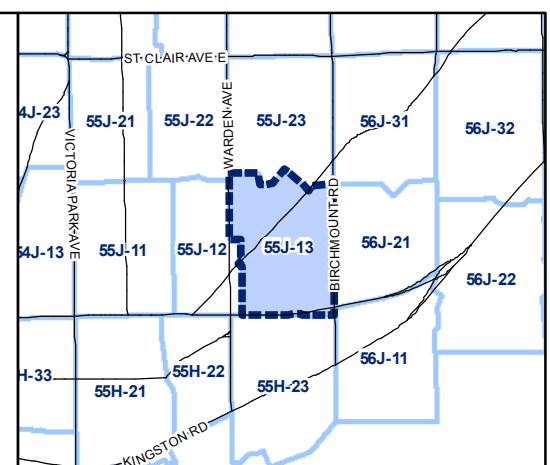 ST CLAIR AVE E
4J-23
55J-21
55J-22
55J-23
56J-31
56J-32
WARDEN AVE
VICTORIA PARK AVE
BIRCHMOUNT RD
54J-13
55J-11
55J-12
55J-13
56J-21
56J-22
H-33
55H-21
55H-22
55H-23
56J-11
KINGSTON RD